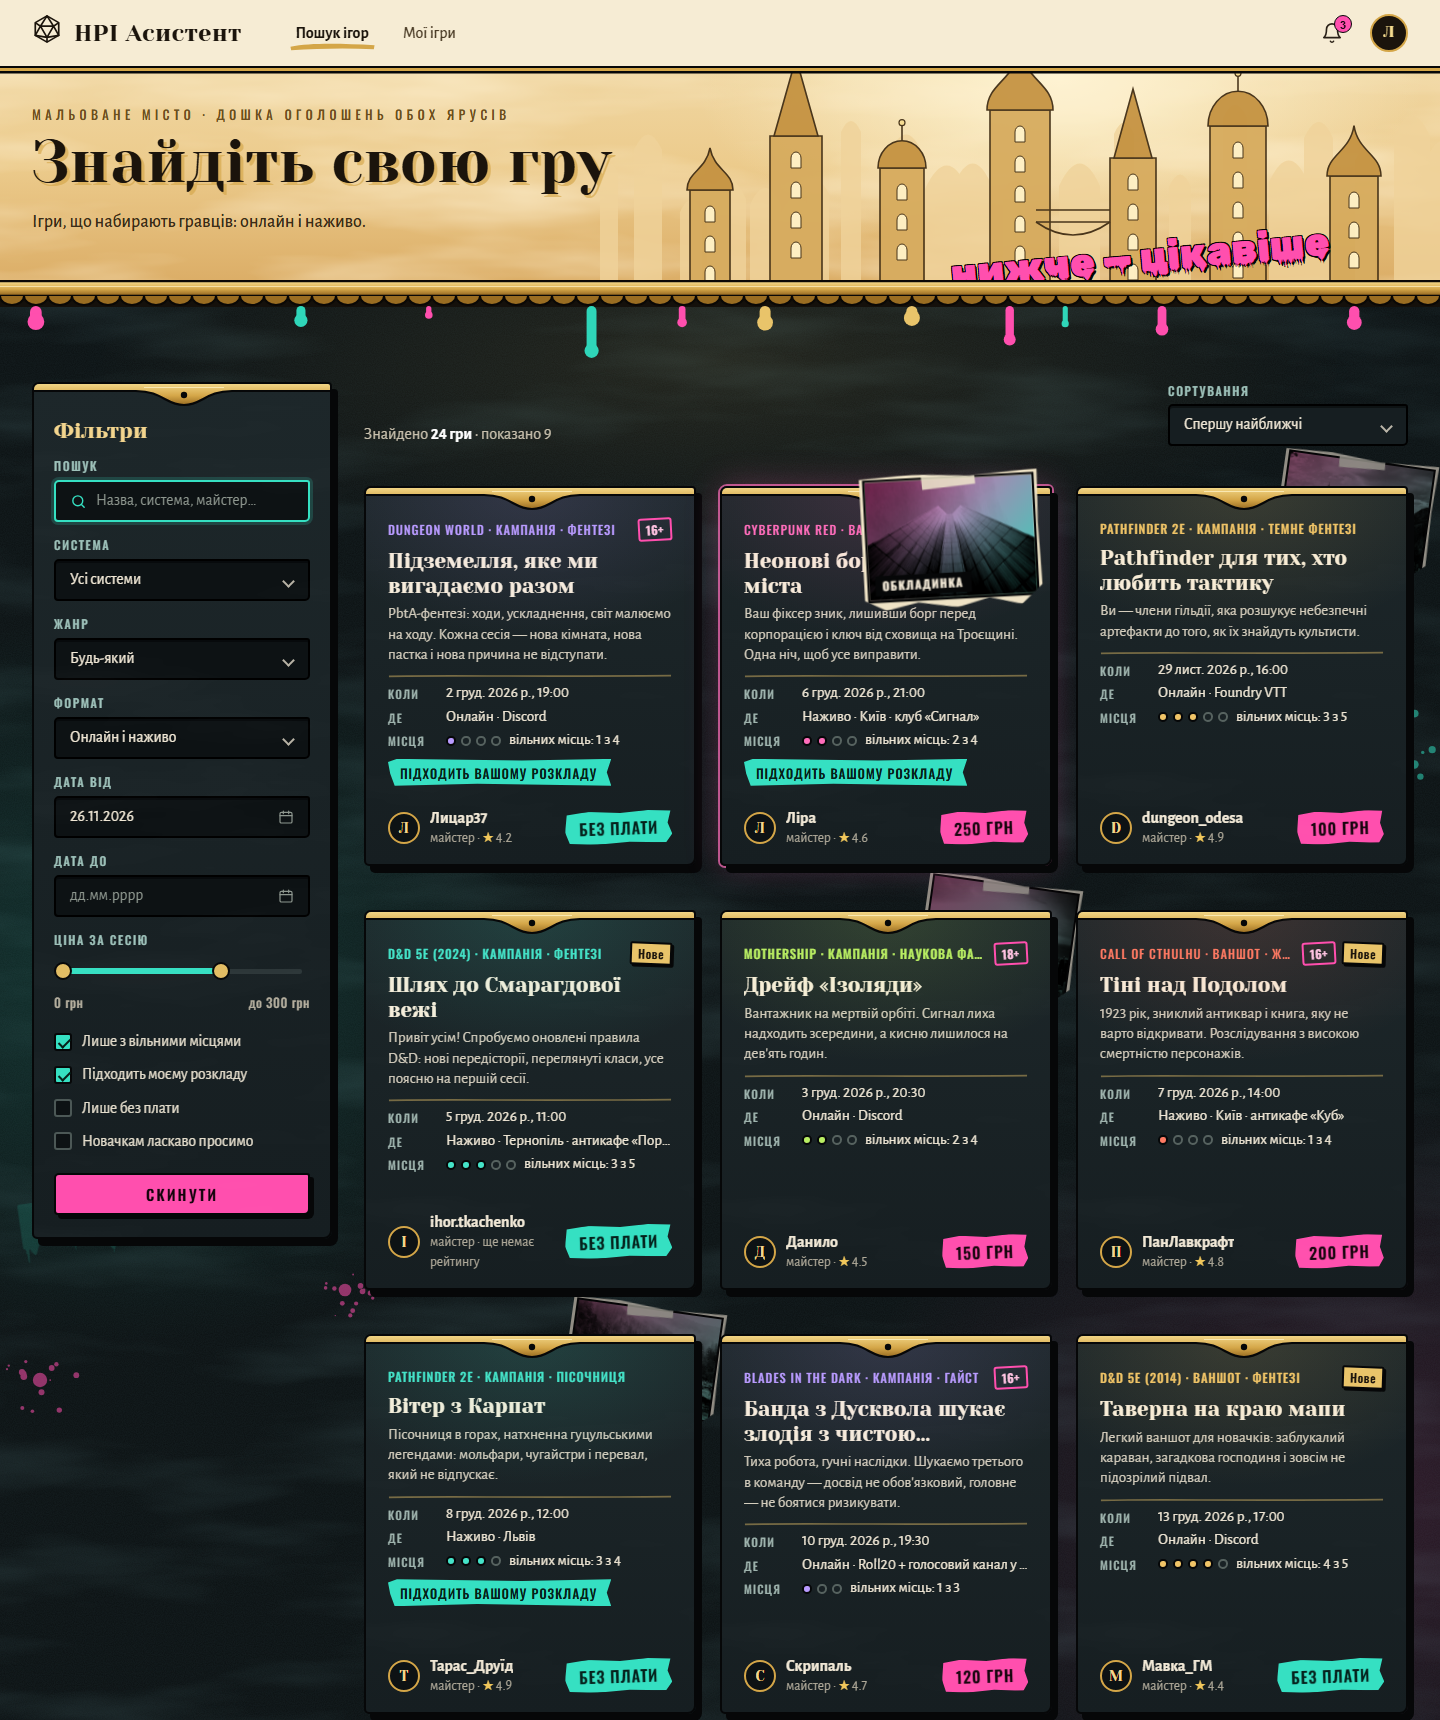 НРІ Асистент
Пошук ігор
Мої ігри
3
Л
МАЛЬОВАНЕ МІСТО · ДОШКА ОГОЛОШЕНЬ ОБОХ ЯРУСІВ
Знайдіть свою гру
Ігри, що набирають гравців: онлайн і наживо.
нижче – цікавіше
Фільтри
ПОШУК
Назва, система, майстер…
СИСТЕМА
Усі системи
ЖАНР
Будь-який
ФОРМАТ
Онлайн і наживо
ДАТА ВІД
26.11.2026
ДАТА ДО
дд.мм.рррр
ЦІНА ЗА СЕСІЮ
0 грн
до 300 грн
Лише з вільними місцями
Підходить моєму розкладу
Лише без плати
Новачкам ласкаво просимо
СКИНУТИ
Знайдено 24 гри · показано 9
СОРТУВАННЯ
Спершу найближчі
DUNGEON WORLD · КАМПАНІЯ · ФЕНТЕЗІ
16+
Підземелля, яке ми
вигадаємо разом
PbtA-фентезі: ходи, ускладнення, світ малюємо
на ходу. Кожна сесія — нова кімната, нова
пастка і нова причина не відступати.
КОЛИ 2 груд. 2026 р., 19:00
ДЕ Онлайн · Discord
МІСЦЯ вільних місць: 1 з 4
ПІДХОДИТЬ ВАШОМУ РОЗКЛАДУ
Л
Лицар37
майстер · ★ 4.2
БЕЗ ПЛАТИ
CYBERPUNK RED · ВА
ОБКЛАДИНКА
Неонові бор
міста
Ваш фіксер зник, лишивши борг перед
корпорацією і ключ від сховища на Троєщині.
Одна ніч, щоб усе виправити.
КОЛИ 6 груд. 2026 р., 21:00
ДЕ Наживо · Київ · клуб «Сигнал»
МІСЦЯ вільних місць: 2 з 4
ПІДХОДИТЬ ВАШОМУ РОЗКЛАДУ
Л
Ліра
майстер · ★ 4.6
250 ГРН
PATHFINDER 2E · КАМПАНІЯ · ТЕМНЕ ФЕНТЕЗІ
Pathfinder для тих, хто
любить тактику
Ви — члени гільдії, яка розшукує небезпечні
артефакти до того, як їх знайдуть культисти.
КОЛИ 29 лист. 2026 р., 16:00
ДЕ Онлайн · Foundry VTT
МІСЦЯ вільних місць: 3 з 5
D
dungeon_odesa
майстер · ★ 4.9
100 ГРН
D&D 5E (2024) · КАМПАНІЯ · ФЕНТЕЗІ
Нове
Шлях до Смарагдової
вежі
Привіт усім! Спробуємо оновлені правила
D&D: нові передісторії, переглянуті класи, усе
поясню на першій сесії.
КОЛИ 5 груд. 2026 р., 11:00
ДЕ Наживо · Тернопіль · антикафе «Пор…
МІСЦЯ вільних місць: 3 з 5
I
ihor.tkachenko
майстер · ще немає
рейтингу
БЕЗ ПЛАТИ
MOTHERSHIP · КАМПАНІЯ · НАУКОВА ФА…
18+
Дрейф «Ізоляди»
Вантажник на мертвій орбіті. Сигнал лиха
надходить зсередини, а кисню лишилося на
дев'ять годин.
КОЛИ 3 груд. 2026 р., 20:30
ДЕ Онлайн · Discord
МІСЦЯ вільних місць: 2 з 4
Д
Данило
майстер · ★ 4.5
150 ГРН
CALL OF CTHULHU · ВАНШОТ · Ж…
16+
Нове
Тіні над Подолом
1923 рік, зниклий антиквар і книга, яку не
варто відкривати. Розслідування з високою
смертністю персонажів.
КОЛИ 7 груд. 2026 р., 14:00
ДЕ Наживо · Київ · антикафе «Куб»
МІСЦЯ вільних місць: 1 з 4
П
ПанЛавкрафт
майстер · ★ 4.8
200 ГРН
PATHFINDER 2E · КАМПАНІЯ · ПІСОЧНИЦЯ
Вітер з Карпат
Пісочниця в горах, натхненна гуцульськими
легендами: мольфари, чугайстри і перевал,
який не відпускає.
КОЛИ 8 груд. 2026 р., 12:00
ДЕ Наживо · Львів
МІСЦЯ вільних місць: 3 з 4
ПІДХОДИТЬ ВАШОМУ РОЗКЛАДУ
Т
Тарас_Друїд
майстер · ★ 4.9
БЕЗ ПЛАТИ
BLADES IN THE DARK · КАМПАНІЯ · ГАЙСТ
16+
Банда з Дусквола шукає
злодія з чистою…
Тиха робота, гучні наслідки. Шукаємо третього
в команду — досвід не обов'язковий, головне
— не боятися ризикувати.
КОЛИ 10 груд. 2026 р., 19:30
ДЕ Онлайн · Roll20 + голосовий канал у …
МІСЦЯ вільних місць: 1 з 3
С
Скрипаль
майстер · ★ 4.7
120 ГРН
D&D 5E (2014) · ВАНШОТ · ФЕНТЕЗІ
Нове
Таверна на краю мапи
Легкий ваншот для новачків: заблукалий
караван, загадкова господиня і зовсім не
підозрілий підвал.
КОЛИ 13 груд. 2026 р., 17:00
ДЕ Онлайн · Discord
МІСЦЯ вільних місць: 4 з 5
М
Мавка_ГМ
майстер · ★ 4.4
БЕЗ ПЛАТИ